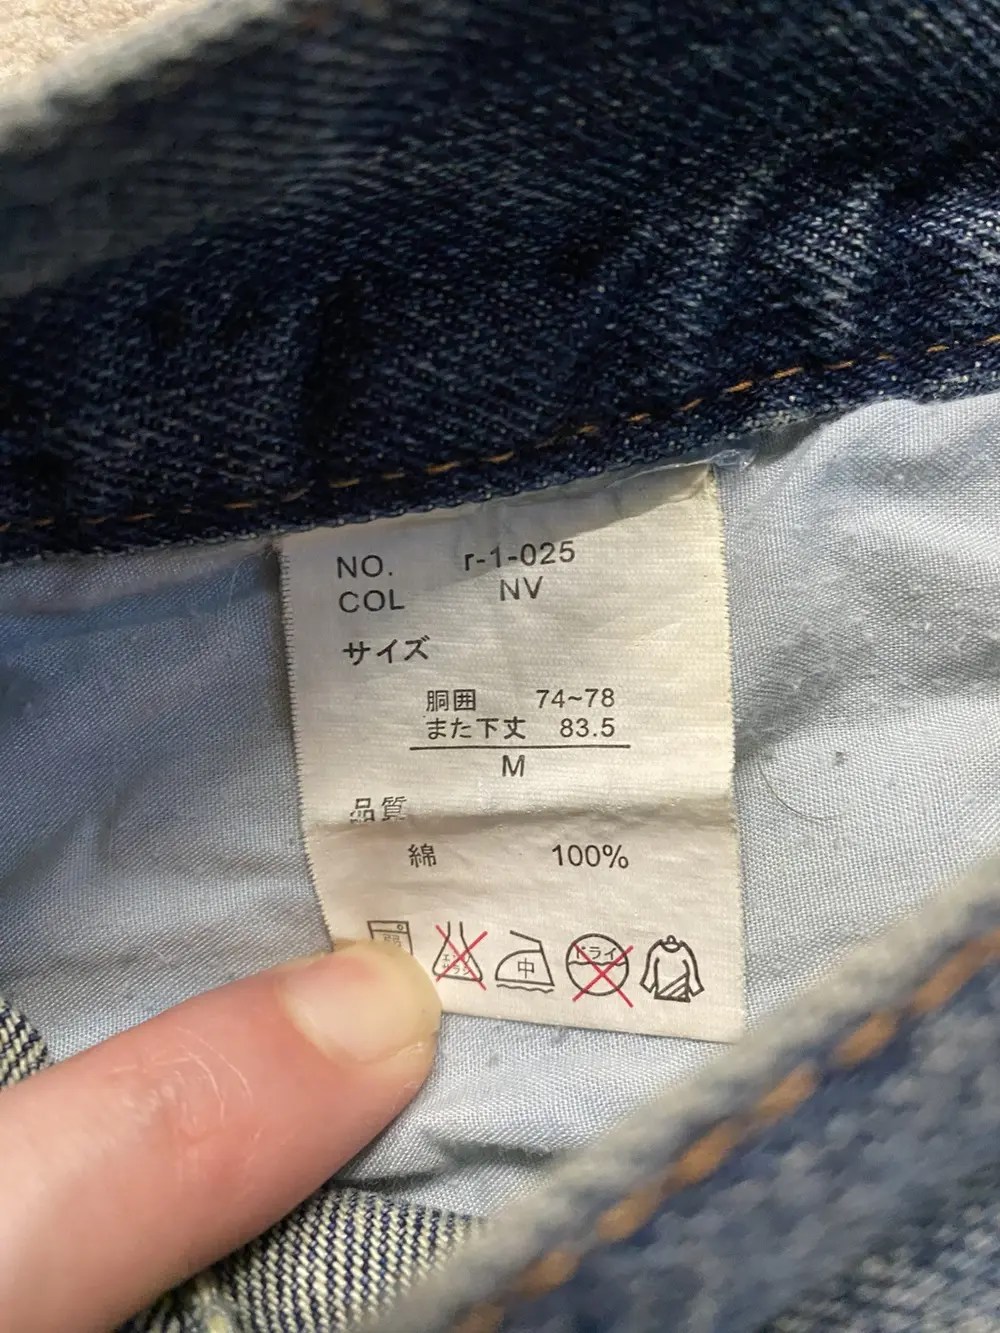 NO. r-1-025
COL NV
サイズ
胴囲 74~78
また下丈 83.5
M
品質
綿 100%
中 ドライ